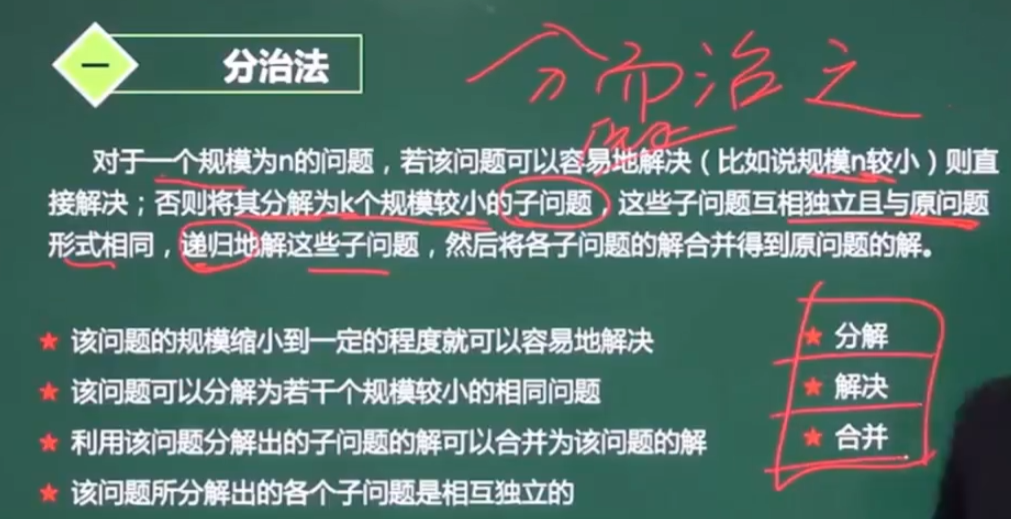 一
分治法
分而治之
对于一个规模为n的问题，若该问题可以容易地解决（比如说规模n较小）则直
接解决；否则将其分解为k个规模较小的子问题，这些子问题互相独立且与原问题
形式相同，递归地解这些子问题，然后将各子问题的解合并得到原问题的解。
★ 该问题的规模缩小到一定的程度就可以容易地解决
★ 该问题可以分解为若干个规模较小的相同问题
★ 利用该问题分解出的子问题的解可以合并为该问题的解
★ 该问题所分解出的各个子问题是相互独立的
★ 分解
★ 解决
★ 合并